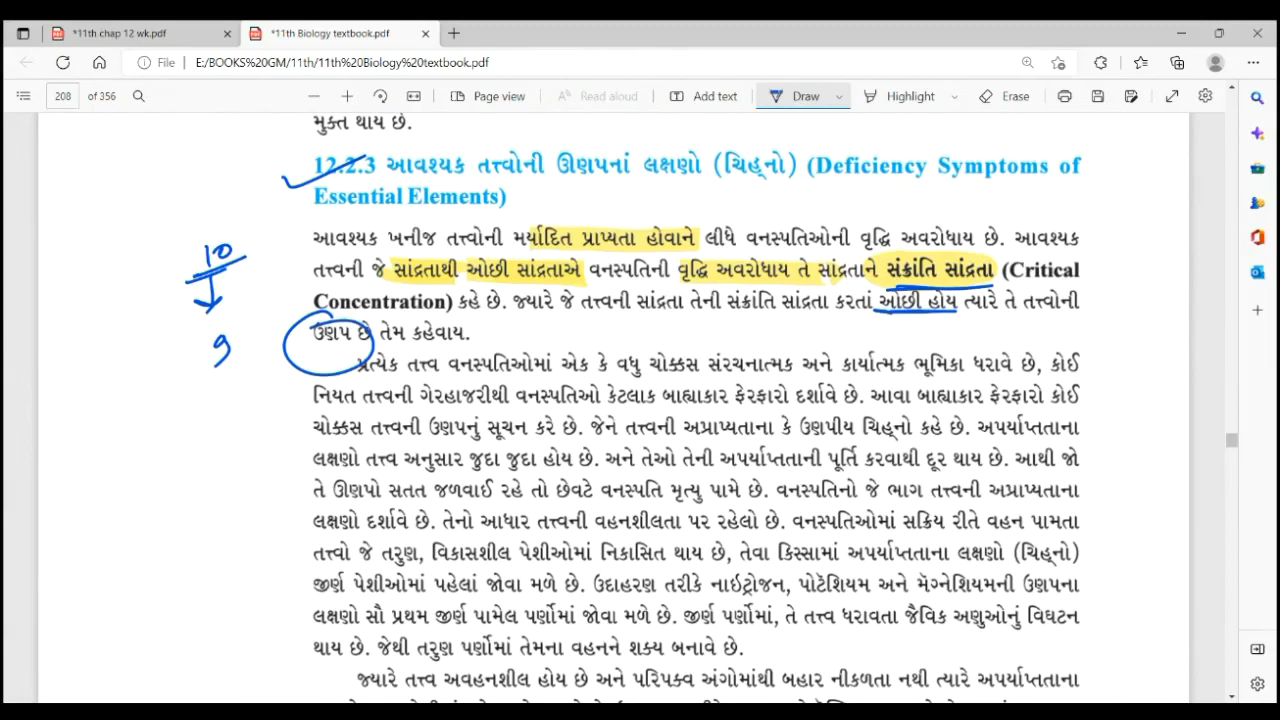 *11th chap 12 wk.pdf
*11th Biology textbook.pdf
File E:/BOOKS%20GM/11th/11th%20Biology%20textbook.pdf
208 of 356 Page view Read aloud Add text Draw Highlight Erase
મુક્ત થાય છે.
12.2.3 આવશ્યક તત્ત્વોની ઊણપનાં લક્ષણો (ચિહ્નો) (Deficiency Symptoms of
Essential Elements)
આવશ્યક ખનીજ તત્ત્વોની મર્યાદિત પ્રાપ્યતા હોવાને લીધે વનસ્પતિઓની વૃદ્ધિ અવરોધાય છે. આવશ્યક
તત્ત્વની જે સાંદ્રતાથી ઓછી સાંદ્રતાએ વનસ્પતિની વૃદ્ધિ અવરોધાય તે સાંદ્રતાને સંક્રાંતિ સાંદ્રતા (Critical
Concentration) કહે છે. જ્યારે જે તત્ત્વની સાંદ્રતા તેની સંક્રાંતિ સાંદ્રતા કરતાં ઓછી હોય ત્યારે તે તત્ત્વોની
ઉણપ છે તેમ કહેવાય.
10
9
પ્રત્યેક તત્ત્વ વનસ્પતિઓમાં એક કે વધુ ચોક્કસ સંરચનાત્મક અને કાર્યાત્મક ભૂમિકા ધરાવે છે, કોઈ
નિયત તત્ત્વની ગેરહાજરીથી વનસ્પતિઓ કેટલાક બાહ્યાકાર ફેરફારો દર્શાવે છે. આવા બાહ્યાકાર ફેરફારો કોઈ
ચોક્કસ તત્ત્વની ઉણપનું સૂચન કરે છે. જેને તત્ત્વની અપ્રાપ્યતાના કે ઉણપીય ચિહ્નો કહે છે. અપર્યાપ્તતાના
લક્ષણો તત્ત્વ અનુસાર જુદા જુદા હોય છે. અને તેઓ તેની અપર્યાપ્તતાની પૂર્તિ કરવાથી દૂર થાય છે. આથી જો
તે ઊણપો સતત જળવાઈ રહે તો છેવટે વનસ્પતિ મૃત્યુ પામે છે. વનસ્પતિનો જે ભાગ તત્ત્વની અપ્રાપ્યતાના
લક્ષણો દર્શાવે છે. તેનો આધાર તત્ત્વની વહનશીલતા પર રહેલો છે. વનસ્પતિઓમાં સક્રિય રીતે વહન પામતા
તત્ત્વો જે તરુણ, વિકાસશીલ પેશીઓમાં નિકાસિત થાય છે, તેવા કિસ્સામાં અપર્યાપ્તતાના લક્ષણો (ચિહ્નો)
જીર્ણ પેશીઓમાં પહેલાં જોવા મળે છે. ઉદાહરણ તરીકે નાઇટ્રોજન, પોટૅશિયમ અને મૅગ્નેશિયમની ઉણપના
લક્ષણો સૌ પ્રથમ જીર્ણ પામેલ પર્ણોમાં જોવા મળે છે. જીર્ણ પર્ણોમાં, તે તત્ત્વ ધરાવતા જૈવિક અણુઓનું વિઘટન
થાય છે. જેથી તરુણ પર્ણોમાં તેમના વહનને શક્ય બનાવે છે.
જ્યારે તત્ત્વ અવહનશીલ હોય છે અને પરિપક્વ અંગોમાંથી બહાર નીકળતા નથી ત્યારે અપર્યાપ્તતાના